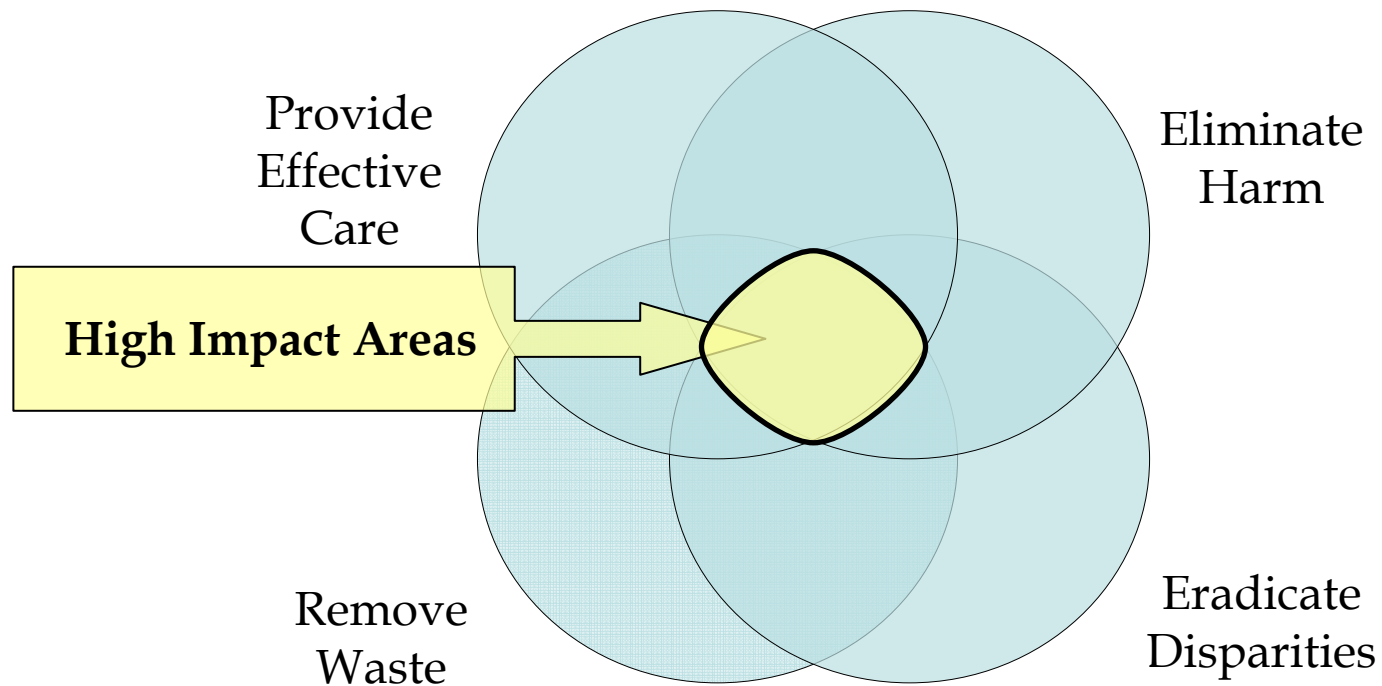 Provide
Effective
Care
Eliminate
Harm
High Impact Areas
Remove
Waste
Eradicate
Disparities